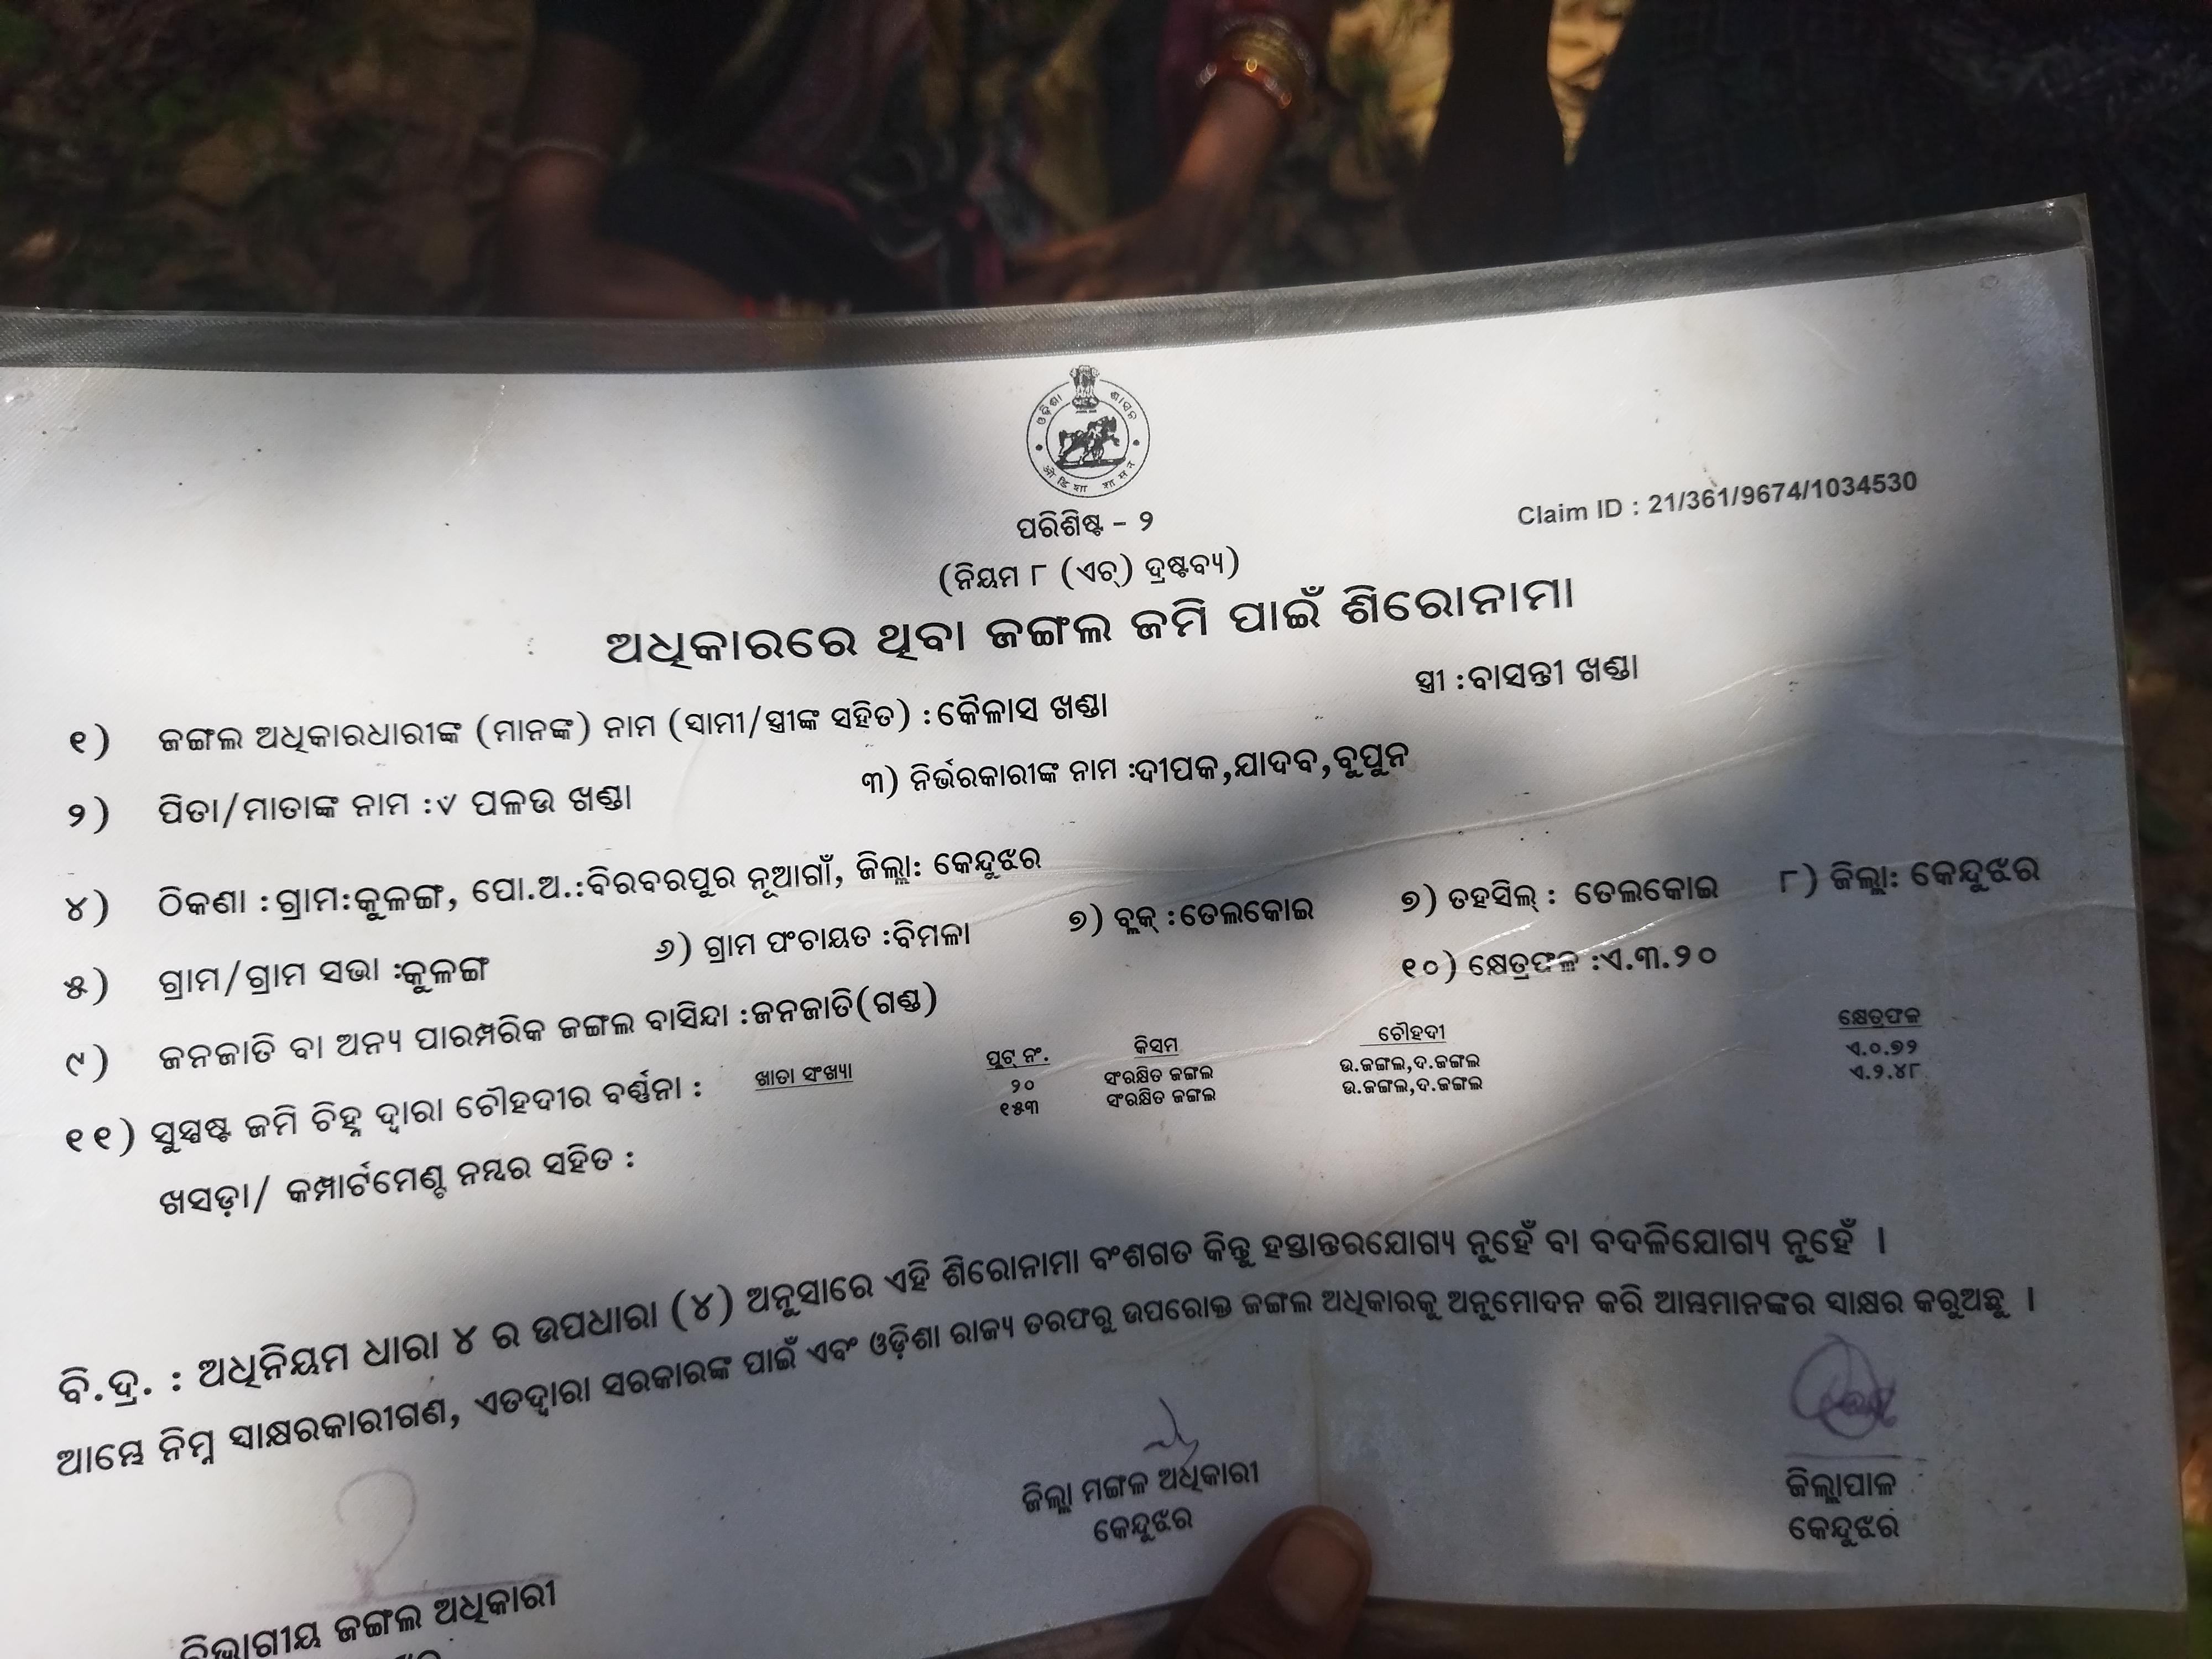 ଓଡ଼ିଶା ଶାସନ
ओडिशा शासन
ପରିଶିଷ୍ଟ - ୨
Claim ID : 21/361/9674/1034530
(ନିୟମ ୮ (ଏଚ୍) ଦ୍ରଷ୍ଟବ୍ୟ)
ଅଧିକାରରେ ଥିବା ଜଙ୍ଗଲ ଜମି ପାଇଁ ଶିରୋନାମା
୧) ଜଙ୍ଗଲ ଅଧିକାରଧାରୀଙ୍କ (ମାନଙ୍କ) ନାମ (ସ୍ୱାମୀ/ସ୍ତ୍ରୀଙ୍କ ସହିତ) : କୈଳାସ ଖଣ୍ଡା ସ୍ତ୍ରୀ : ବାସନ୍ତୀ ଖଣ୍ଡା
୨) ପିତା/ମାତାଙ୍କ ନାମ : ୰ ପଳଉ ଖଣ୍ଡା ୩) ନିର୍ଭରକାରୀଙ୍କ ନାମ : ଦୀପକ,ଯାଦବ,ବୁପୁନ
୪) ଠିକଣା : ଗ୍ରାମ: କୁଳଙ୍ଗ, ପୋ.ଅ.: ବିରବରପୁର ନୂଆଗାଁ, ଜିଲ୍ଲା: କେନ୍ଦୁଝର
୫) ଗ୍ରାମ/ଗ୍ରାମ ସଭା : କୁଳଙ୍ଗ ୬) ଗ୍ରାମ ପଂଚାୟତ : ବିମଳା ୭) ବ୍ଲକ୍ : ତେଲକୋଇ ୭) ତହସିଲ୍ : ତେଲକୋଇ ୮) ଜିଲ୍ଲା: କେନ୍ଦୁଝର
୯) ଜନଜାତି ବା ଅନ୍ୟ ପାରମ୍ପରିକ ଜଙ୍ଗଲ ବାସିନ୍ଦା : ଜନଜାତି(ଗଣ୍ଡ) ୧୦) କ୍ଷେତ୍ରଫଳ : ଏ.୩.୨୦
୧୧) ସୁସ୍ପଷ୍ଟ ଜମି ଚିହ୍ନ ଦ୍ୱାରା ଚୌହଦୀର ବର୍ଣ୍ଣନା : ଖାତା ସଂଖ୍ୟା ପ୍ଲଟ୍ ନଂ. କିସମ ଚୌହଦୀ କ୍ଷେତ୍ରଫଳ
୨୦ ସଂରକ୍ଷିତ ଜଙ୍ଗଲ ଉ.ଜଙ୍ଗଲ,ଦ.ଜଙ୍ଗଲ ଏ.୦.୭୨
୧୫୩ ସଂରକ୍ଷିତ ଜଙ୍ଗଲ ଉ.ଜଙ୍ଗଲ,ଦ.ଜଙ୍ଗଲ ଏ.୨.୪୮
ଖସଡ଼ା/ କମ୍ପାର୍ଟମେଣ୍ଟ ନମ୍ବର ସହିତ :
ବି.ଦ୍ର. : ଅଧିନିୟମ ଧାରା ୪ ର ଉପଧାରା (୪) ଅନୁସାରେ ଏହି ଶିରୋନାମା ବଂଶଗତ କିନ୍ତୁ ହସ୍ତାନ୍ତରଯୋଗ୍ୟ ନୁହେଁ ବା ବଦଳିଯୋଗ୍ୟ ନୁହେଁ ।
ଆମ୍ଭେ ନିମ୍ନ ସ୍ୱାକ୍ଷରକାରୀଗଣ, ଏତଦ୍ୱାରା ସରକାରଙ୍କ ପାଇଁ ଏବଂ ଓଡ଼ିଶା ରାଜ୍ୟ ତରଫରୁ ଉପରୋକ୍ତ ଜଙ୍ଗଲ ଅଧିକାରକୁ ଅନୁମୋଦନ କରି ଆମ୍ଭମାନଙ୍କର ସ୍ୱାକ୍ଷର କରୁଅଛୁ ।
ବିଭାଗୀୟ ଜଙ୍ଗଲ ଅଧିକାରୀ
ଜିଲ୍ଲା ମଙ୍ଗଳ ଅଧିକାରୀ
କେନ୍ଦୁଝର
ଜିଲ୍ଲାପାଳ
କେନ୍ଦୁଝର